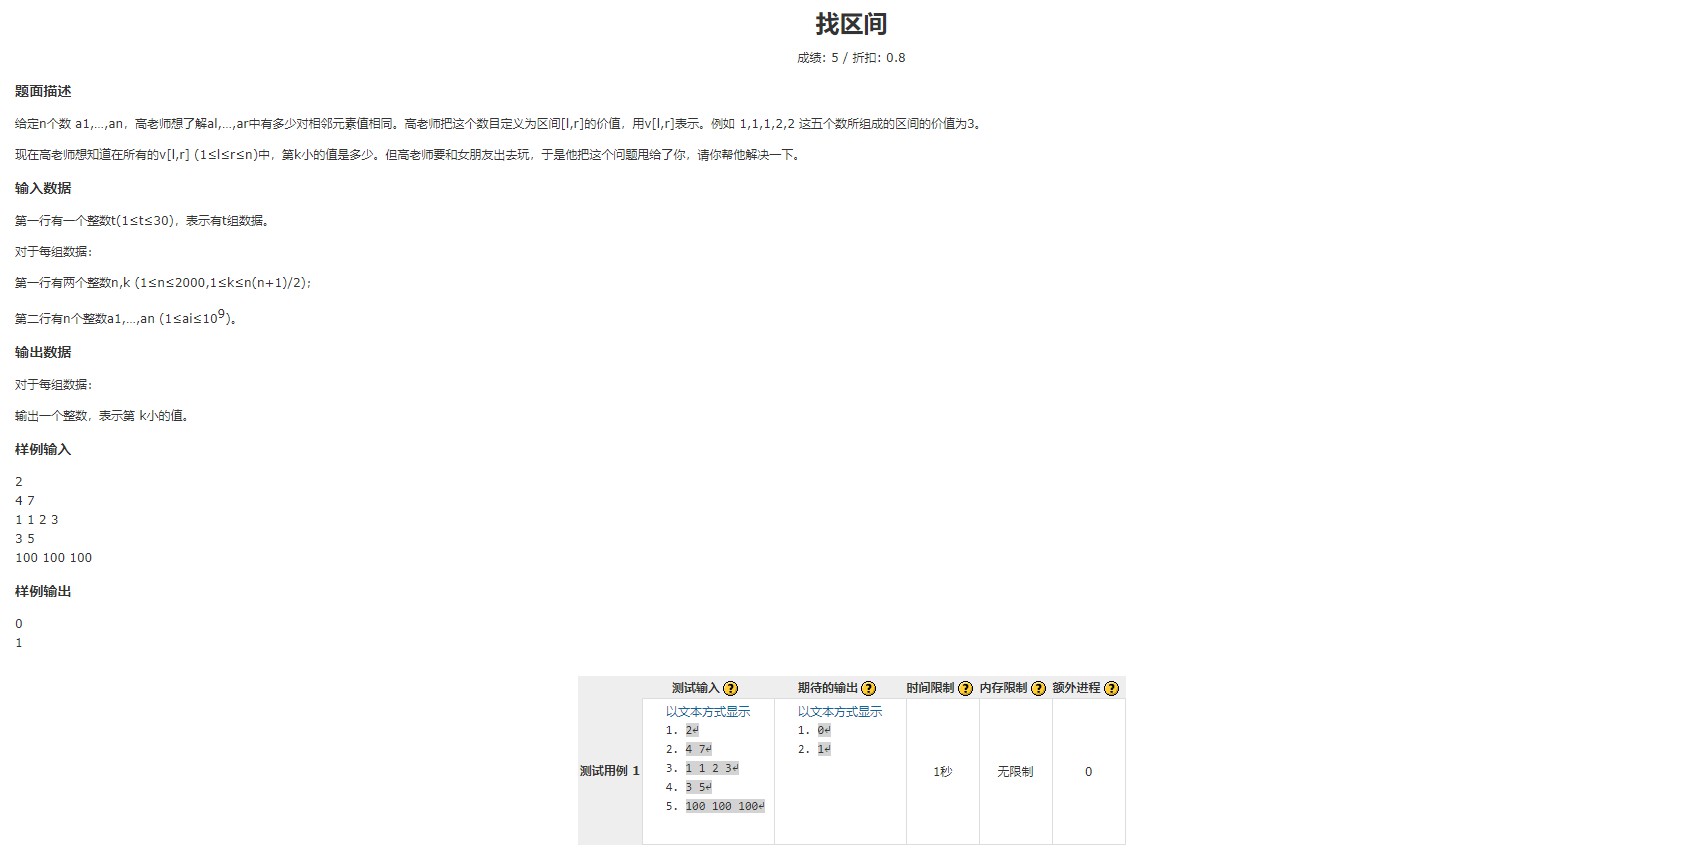 找区间
成绩: 5 / 折扣: 0.8
题面描述
给定n个数 a1,...,an，高老师想了解al,...,ar中有多少对相邻元素值相同。高老师把这个数目定义为区间[l,r]的价值，用v[l,r]表示。例如 1,1,1,2,2 这五个数所组成的区间的价值为3。
现在高老师想知道在所有的v[l,r] (1≤l≤r≤n)中，第k小的值是多少。但高老师要和女朋友出去玩，于是他把这个问题甩给了你，请你帮他解决一下。
输入数据
第一行有一个整数t(1≤t≤30)，表示有t组数据。
对于每组数据：
第一行有两个整数n,k (1≤n≤2000,1≤k≤n(n+1)/2)；
第二行有n个整数a1,...,an (1≤ai≤10^9)。
输出数据
对于每组数据：
输出一个整数，表示第 k小的值。
样例输入
2
4 7
1 1 2 3
3 5
100 100 100
样例输出
0
1
测试输入 ? 期待的输出 ? 时间限制 ? 内存限制 ? 额外进程 ?
以文本方式显示 以文本方式显示
1. 2↵ 1. 0↵
2. 4 7↵ 2. 1↵
3. 1 1 2 3↵
测试用例 1 1秒 无限制 0
4. 3 5↵
5. 100 100 100↵